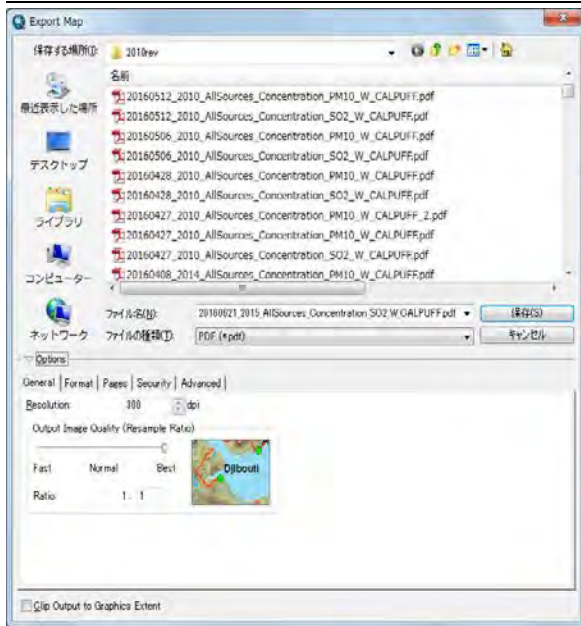 Export Map
保存する場所(I): 2010rev
名前
20160512_2010_AllSources_Concentration_PM10_W_CALPUFF.pdf
20160512_2010_AllSources_Concentration_SO2_W_CALPUFF.pdf
20160506_2010_AllSources_Concentration_PM10_W_CALPUFF.pdf
20160506_2010_AllSources_Concentration_SO2_W_CALPUFF.pdf
20160428_2010_AllSources_Concentration_PM10_W_CALPUFF.pdf
20160428_2010_AllSources_Concentration_SO2_W_CALPUFF.pdf
20160427_2010_AllSources_Concentration_PM10_W_CALPUFF_2.pdf
20160427_2010_AllSources_Concentration_PM10_W_CALPUFF.pdf
20160427_2010_AllSources_Concentration_SO2_W_CALPUFF.pdf
20160408_2014_AllSources_Concentration_PM10_W_CALPUFF.pdf
最近表示した場所
デスクトップ
ライブラリ
コンピューター
ネットワーク
ファイル名(N): 20160621_2015_AllSources_Concentration SO2 W CALPUFF.pdf 保存(S)
ファイルの種類(T): PDF (*.pdf) キャンセル
Options
General Format Pages Security Advanced
Resolution: 300 dpi
Output Image Quality (Resample Ratio)
Fast Normal Best
Djibouti
Ratio: 1 : 1
Clip Output to Graphics Extent